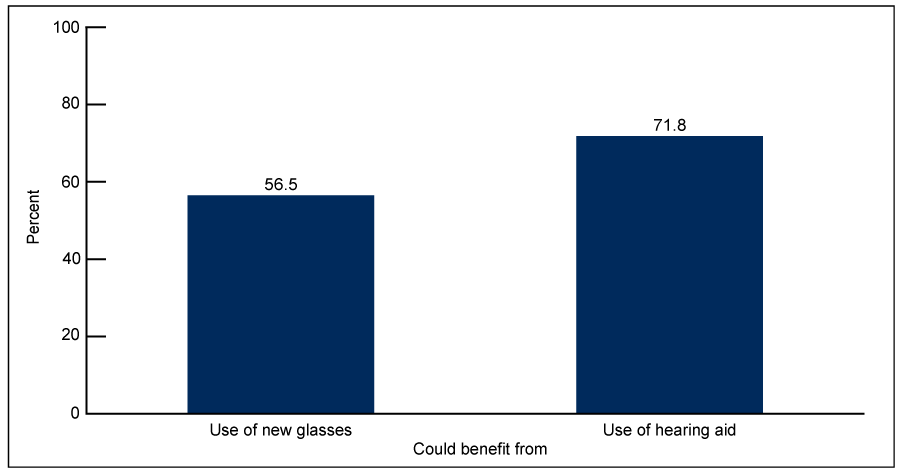 100
80
60
40
20
0
Percent
56.5
71.8
Use of new glasses
Use of hearing aid
Could benefit from